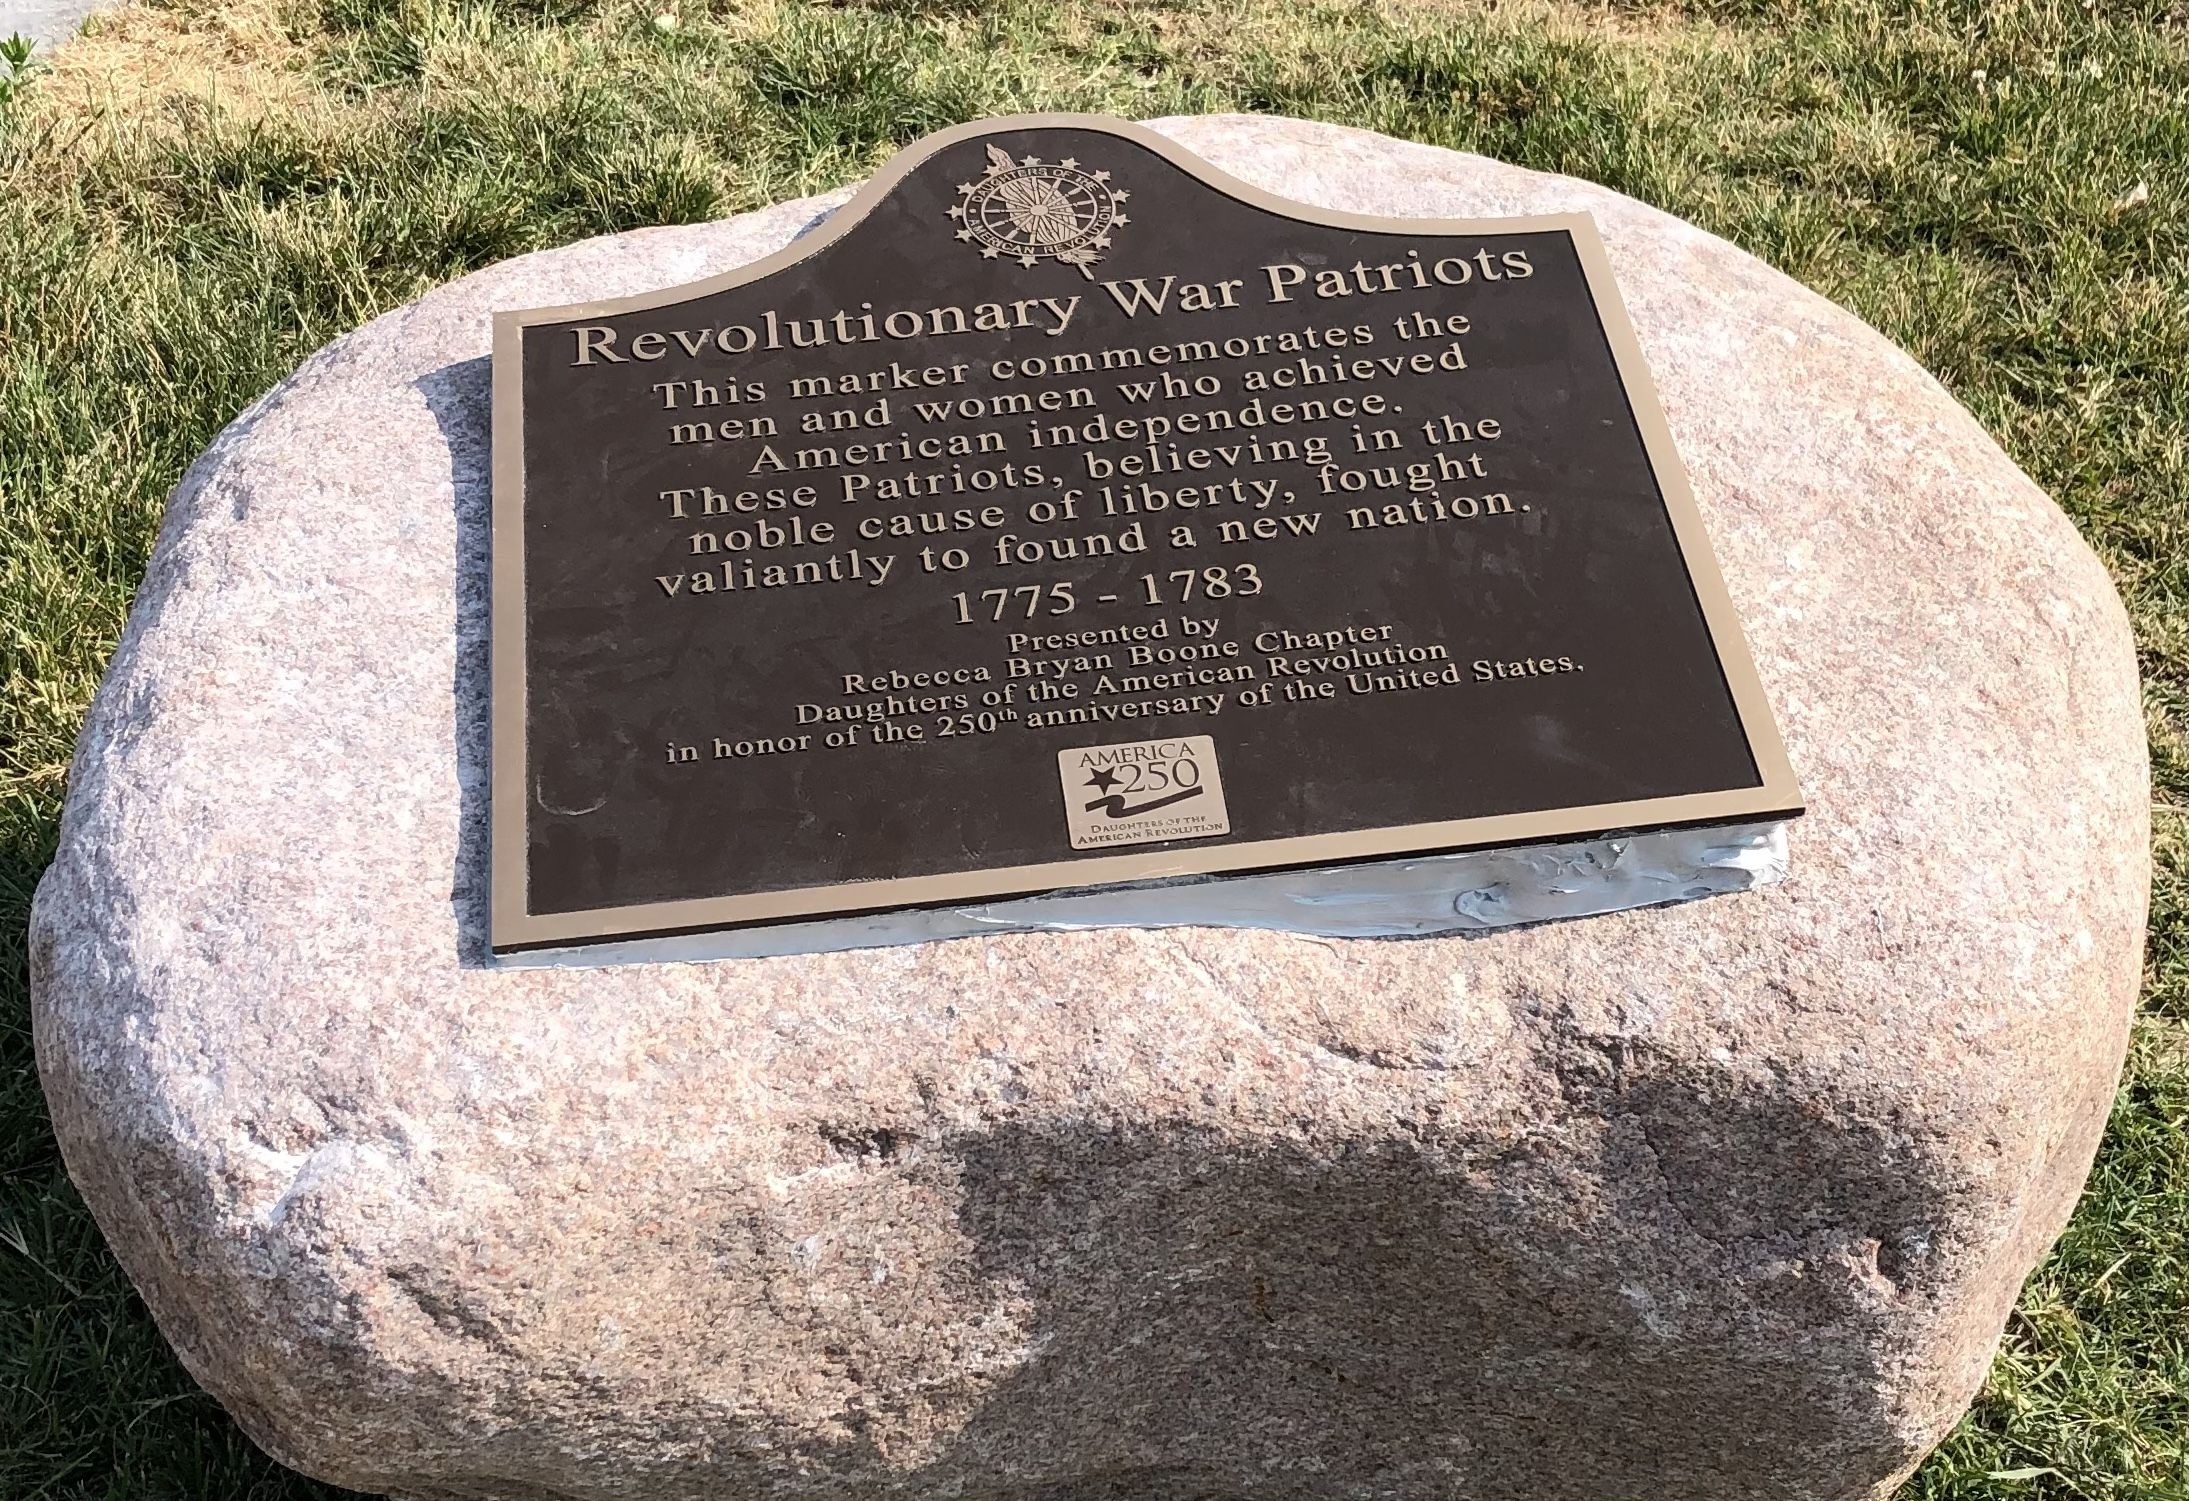 DAUGHTERS OF THE
AMERICAN REVOLUTION
Revolutionary War Patriots
This marker commemorates the
men and women who achieved
American independence.
These Patriots, believing in the
noble cause of liberty, fought
valiantly to found a new nation.
1775 - 1783
Presented by
Rebecca Bryan Boone Chapter
Daughters of the American Revolution
in honor of the 250th anniversary of the United States.
AMERICA
250
DAUGHTERS OF THE
AMERICAN REVOLUTION